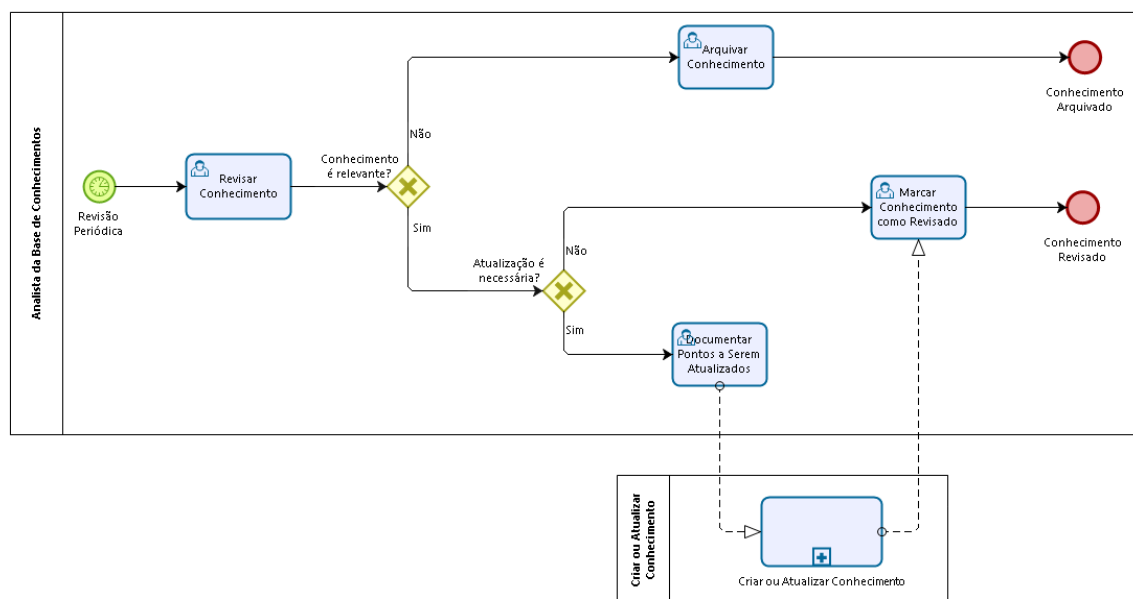 Analista da Base de Conhecimentos
Revisão
Periódica
Revisar
Conhecimento
Conhecimento
é relevante?
Não
Sim
Arquivar
Conhecimento
Conhecimento
Arquivado
Atualização é
necessária?
Não
Sim
Marcar
Conhecimento
como Revisado
Conhecimento
Revisado
Documentar
Pontos a Serem
Atualizados
Criar ou Atualizar
Conhecimento
Criar ou Atualizar Conhecimento